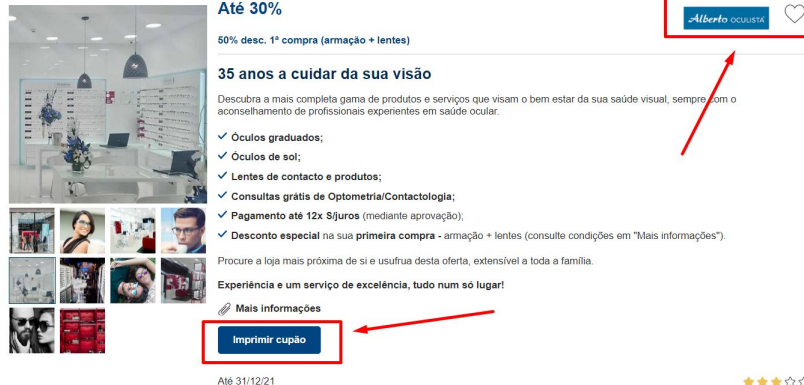 Até 30%
Alberto OCULISTA
50% desc. 1ª compra (armação + lentes)
35 anos a cuidar da sua visão
Descubra a mais completa gama de produtos e serviços que visam o bem estar da sua saúde visual, sempre com o
aconselhamento de profissionais experientes em saúde ocular.
Óculos graduados;
Óculos de sol;
Lentes de contacto e produtos;
Consultas grátis de Optometria/Contactologia;
Pagamento até 12x S/juros (mediante aprovação);
Desconto especial na sua primeira compra - armação + lentes (consulte condições em "Mais informações").
Procure a loja mais próxima de si e usufrua desta oferta, extensível a toda a família.
Experiência e um serviço de excelência, tudo num só lugar!
Mais informações
Imprimir cupão
Até 31/12/21